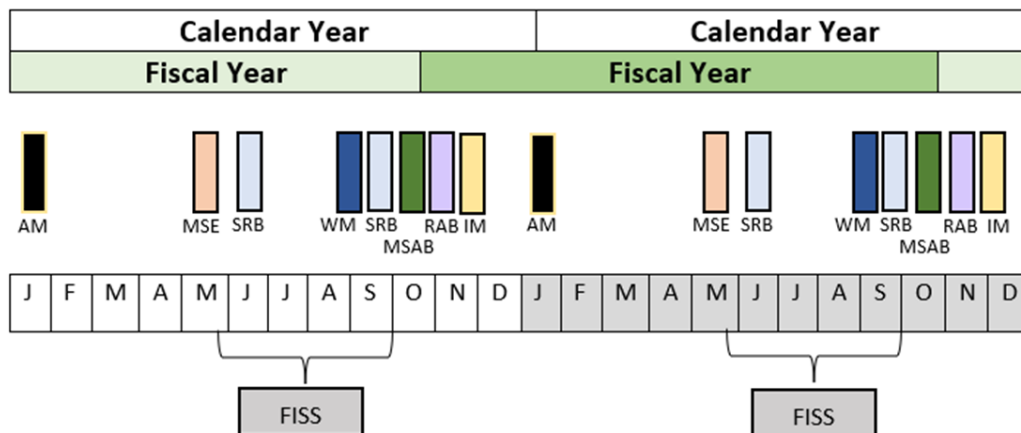 Calendar Year Calendar Year
Fiscal Year Fiscal Year
AM MSE SRB WM SRB RAB IM AM MSE SRB WM SRB RAB IM
MSAB MSAB
J F M A M J J A S O N D J F M A M J J A S O N D
FISS FISS